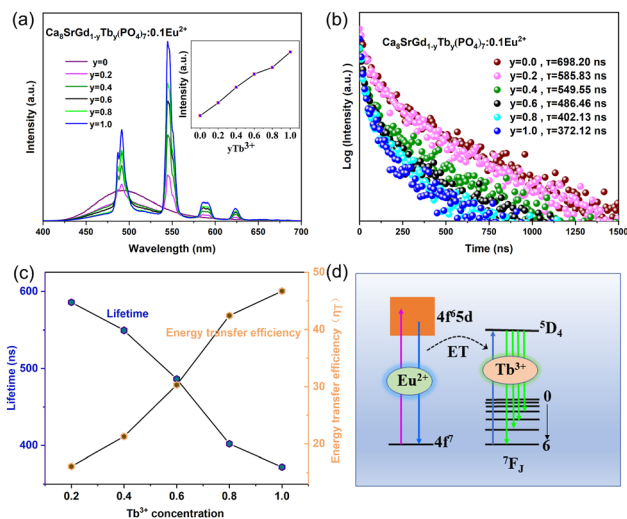 (a)
Ca₈SrGd₁₋yTby(PO₄)₇:0.1Eu²⁺
y=0
y=0.2
y=0.4
y=0.6
y=0.8
y=1.0
Intensity (a.u.)
0.0 0.2 0.4 0.6 0.8 1.0
yTb³⁺
Intensity (a.u.)
400 450 500 550 600 650 700
Wavelength (nm)
(b)
Ca₈SrGd₁₋yTby(PO₄)₇:0.1Eu²⁺
y=0.0 , τ=698.20 ns
y=0.2 , τ=585.83 ns
y=0.4 , τ=549.55 ns
y=0.6 , τ=486.46 ns
y=0.8 , τ=402.13 ns
y=1.0 , τ=372.12 ns
Log (Intensity (a.u.)
0 250 500 750 1000 1250 1500
Time (ns)
(c)
Lifetime
Energy transfer efficiency
600
500
400
Lifetime (ns)
50
40
30
20
Energy transfer efficiency（ηT）
0.2 0.4 0.6 0.8 1.0
Tb³⁺ concentration
(d)
4f⁶5d
⁵D₄
ET
Eu²⁺
Tb³⁺
0
6
4f⁷
⁷FJ